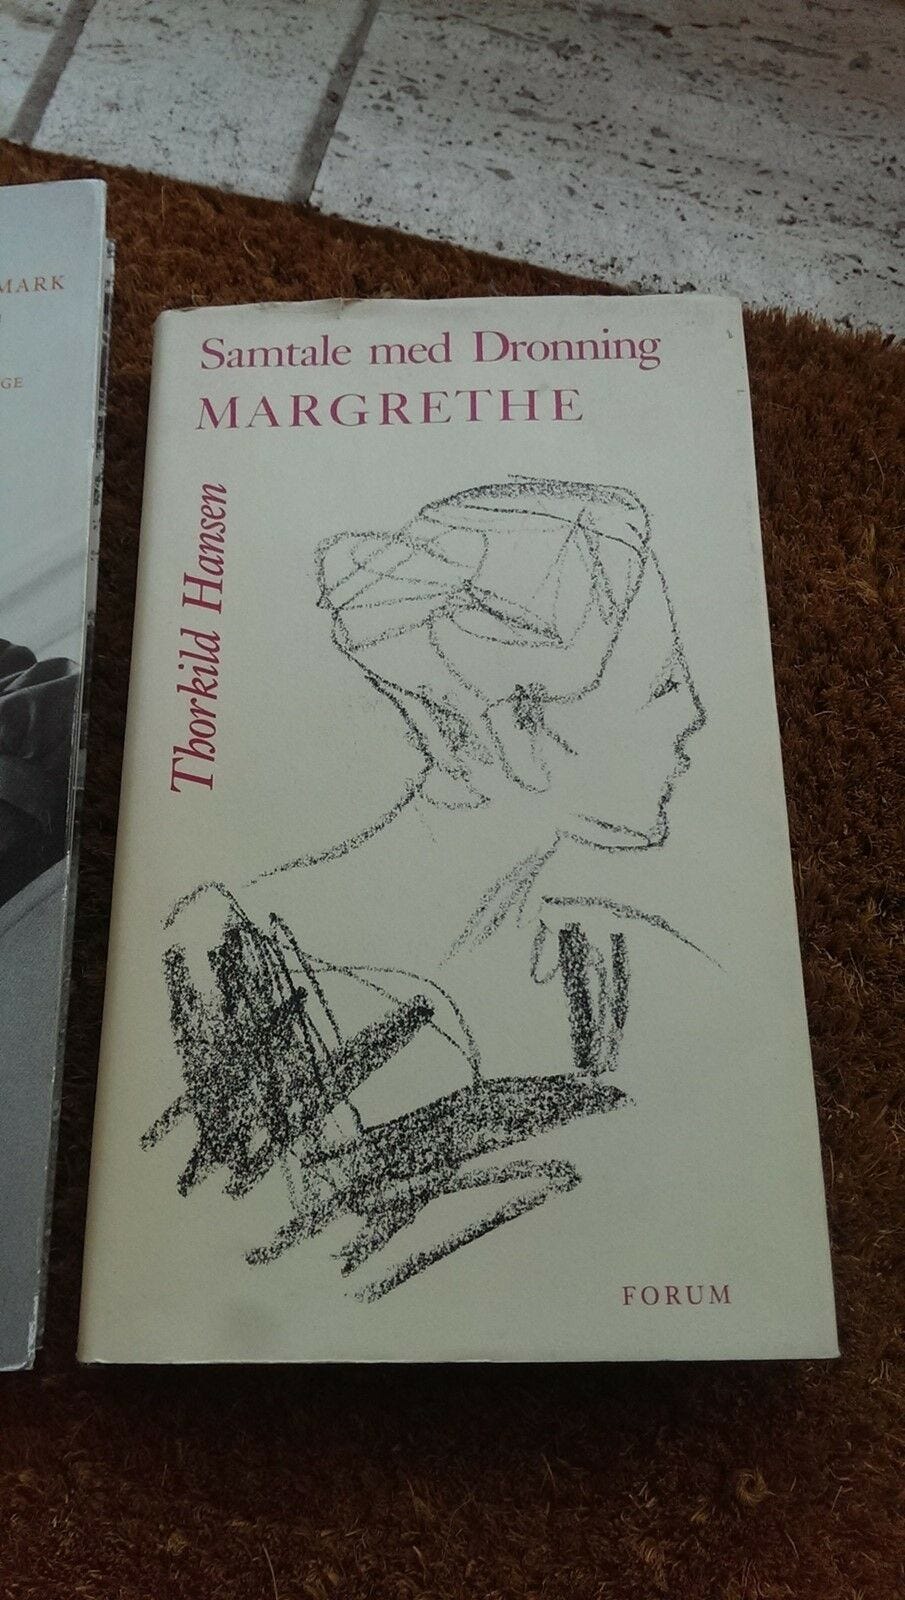 MARK
GE
Samtale med Dronning
MARGRETHE
Thorkild Hansen
FORUM